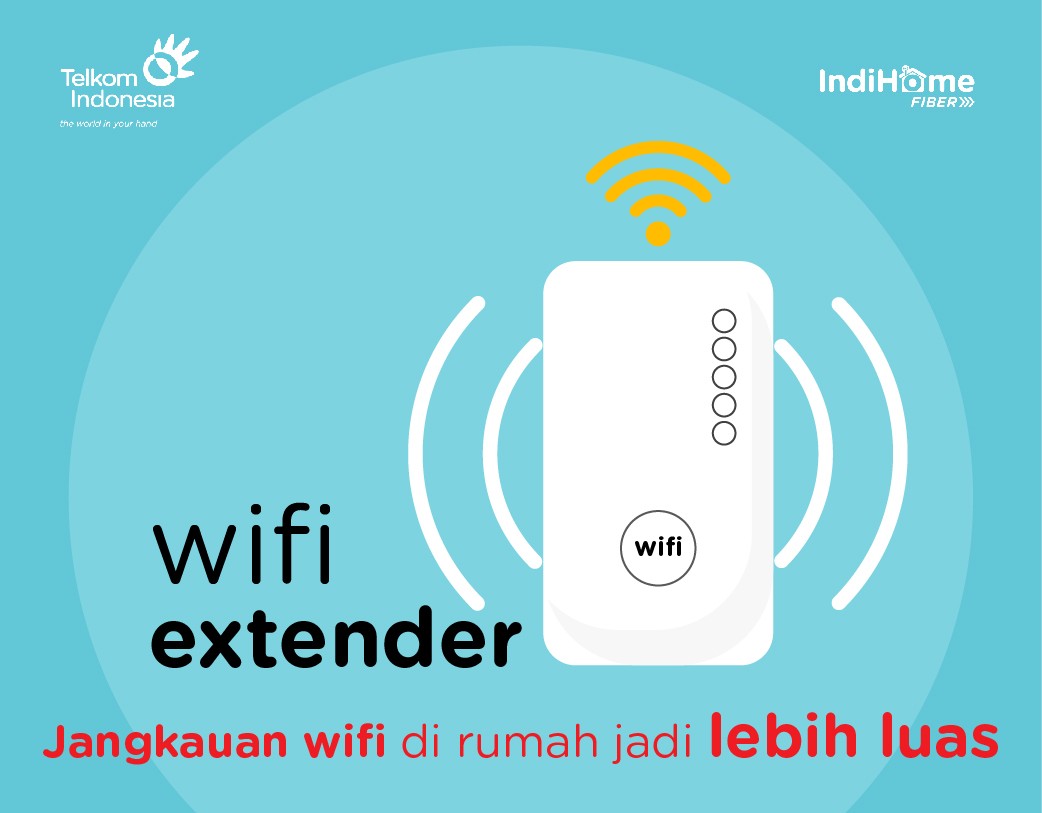 Telkom
Indonesia
the world in your hand
IndiHome
FIBER
wifi
wifi
extender
Jangkauan wifi di rumah jadi lebih luas